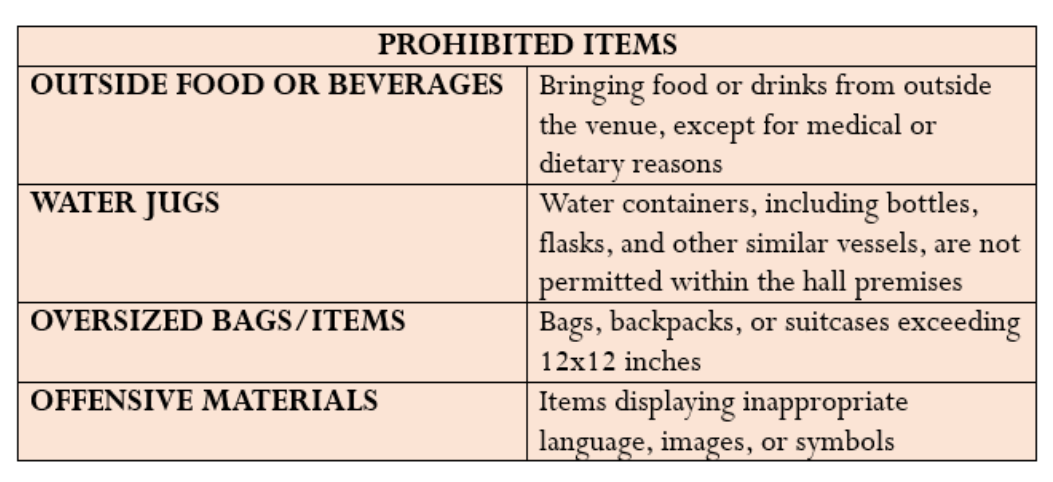 PROHIBITED ITEMS
OUTSIDE FOOD OR BEVERAGES
Bringing food or drinks from outside
the venue, except for medical or
dietary reasons
WATER JUGS
Water containers, including bottles,
flasks, and other similar vessels, are not
permitted within the hall premises
OVERSIZED BAGS/ITEMS
Bags, backpacks, or suitcases exceeding
12x12 inches
OFFENSIVE MATERIALS
Items displaying inappropriate
language, images, or symbols